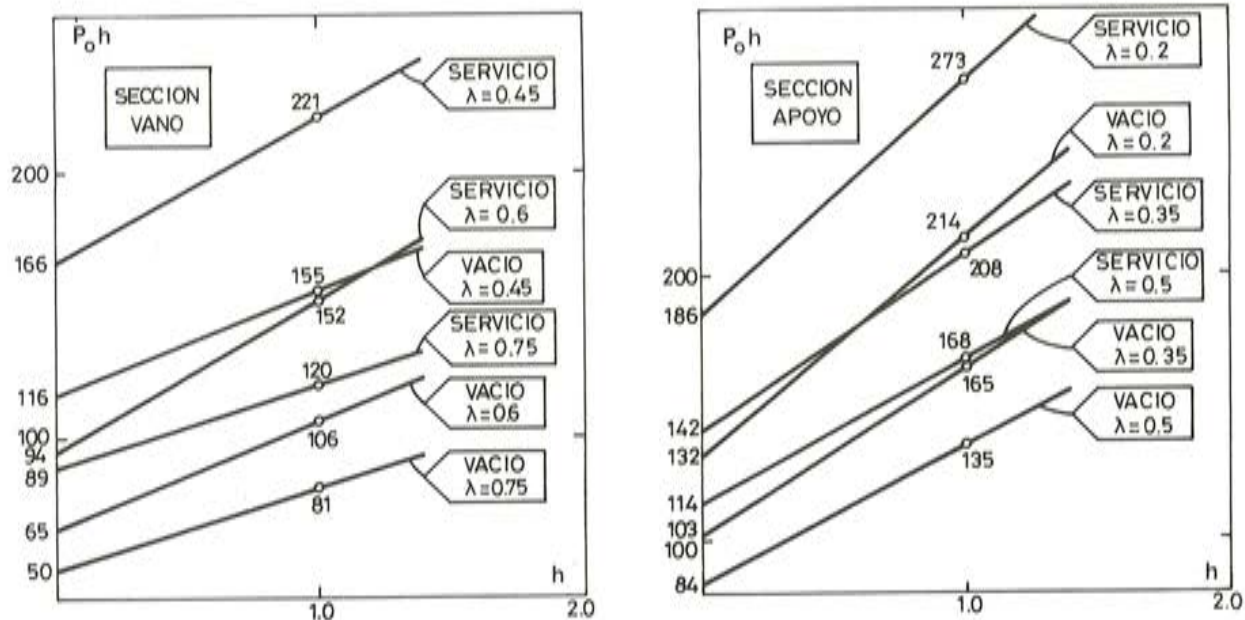 P₀h
SECCION
VANO
221
SERVICIO
λ=0.45
200
SERVICIO
λ=0.6
166
VACIO
λ=0.45
155
152
SERVICIO
λ=0.75
120
116
VACIO
λ=0.6
100
94
106
89
VACIO
λ=0.75
81
65
50
h
1.0
2.0
P₀h
SECCION
APOYO
273
SERVICIO
λ=0.2
VACIO
λ=0.2
214
SERVICIO
λ=0.35
208
200
SERVICIO
λ=0.5
186
168
VACIO
λ=0.35
165
VACIO
λ=0.5
142
132
135
114
103
100
84
h
1.0
2.0